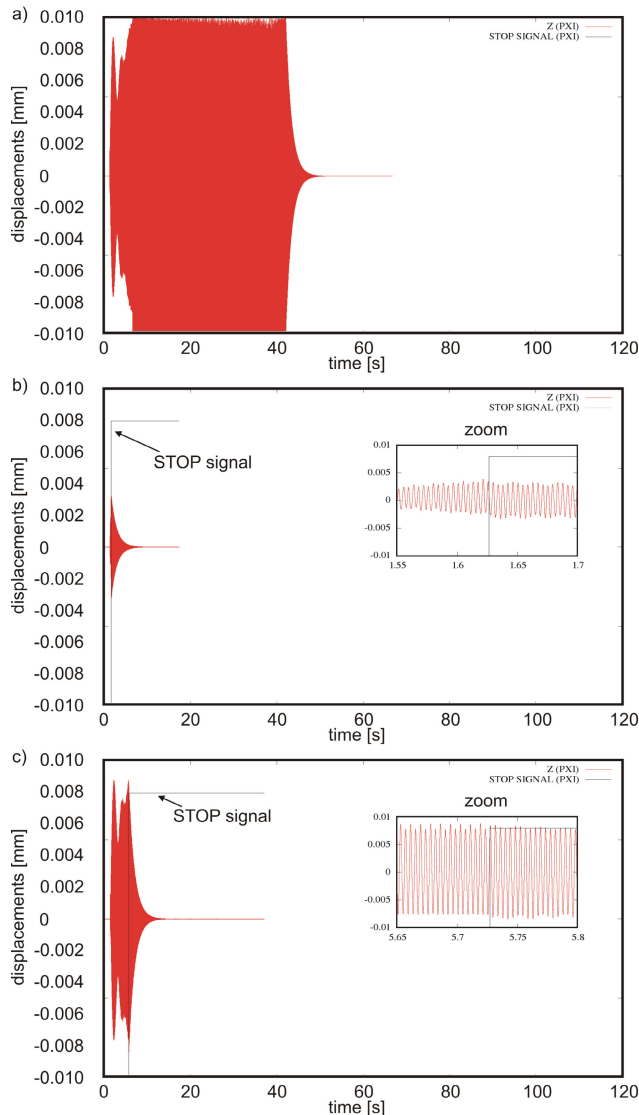 a)
0.010
0.008
0.006
0.004
0.002
0
-0.002
-0.004
-0.006
-0.008
-0.010
displacements [mm]
Z (PXI)
STOP SIGNAL (PXI)
0 20 40 60 80 100 120
time [s]
b)
0.010
0.008
0.006
0.004
0.002
0
-0.002
-0.004
-0.006
-0.008
-0.010
displacements [mm]
Z (PXI)
STOP SIGNAL (PXI)
STOP signal
zoom
0.01
0.005
0
-0.005
-0.01
1.55 1.6 1.65 1.7
0 20 40 60 80 100 120
time [s]
c)
0.010
0.008
0.006
0.004
0.002
0
-0.002
-0.004
-0.006
-0.008
-0.010
displacements [mm]
Z (PXI)
STOP SIGNAL (PXI)
STOP signal
zoom
0.01
0.005
0
-0.005
-0.01
5.65 5.7 5.75 5.8
0 20 40 60 80 100 120
time [s]